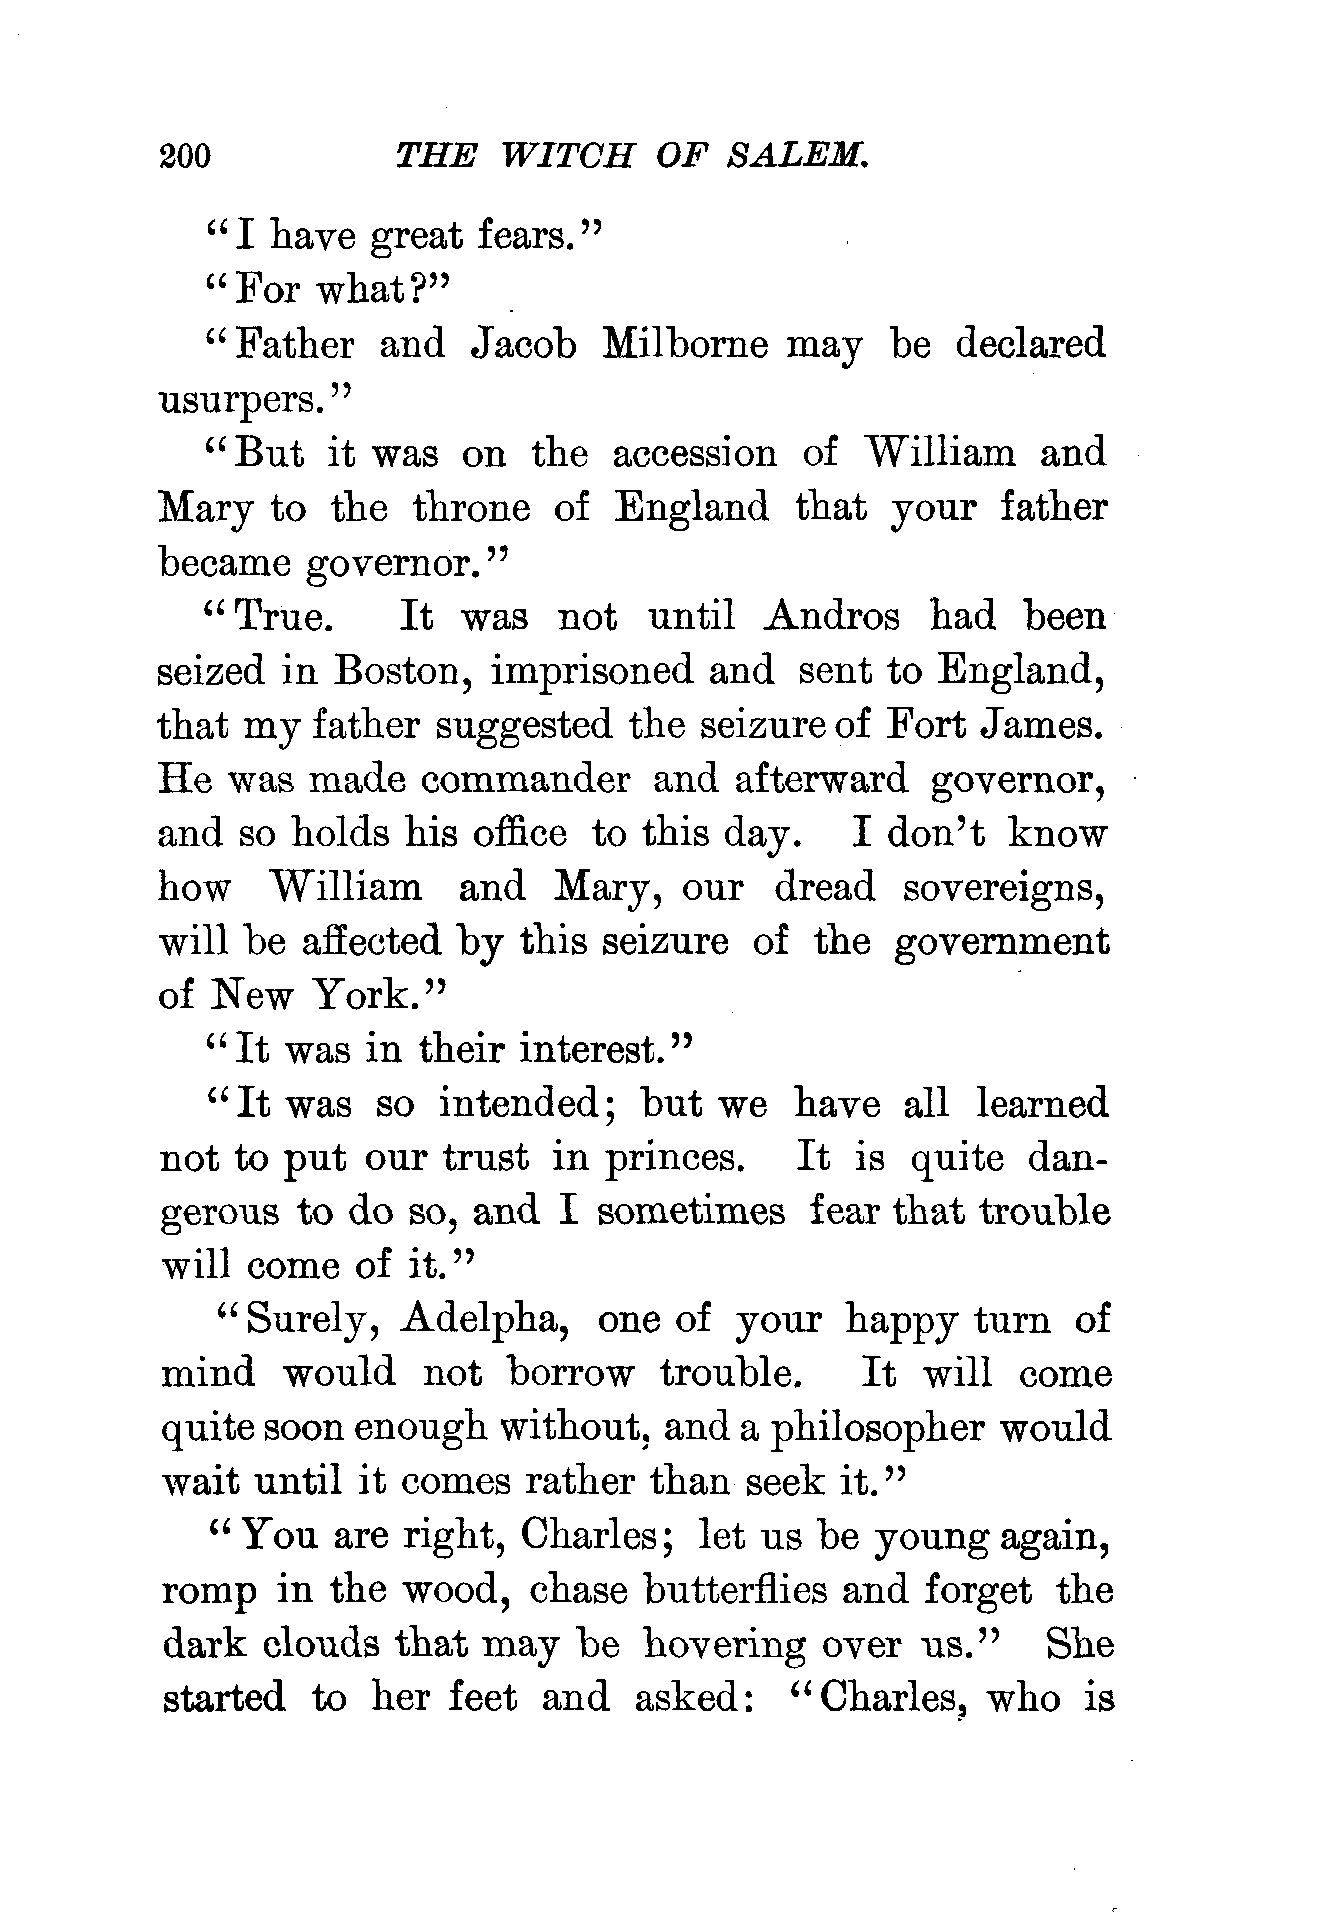 200 THE WITCH OF SALEM.
“I have great fears.”
“For what?”
“Father and Jacob Milborne may be declared
usurpers.”
“But it was on the accession of William and
Mary to the throne of England that your father
became governor.”
“True. It was not until Andros had been
seized in Boston, imprisoned and sent to England,
that my father suggested the seizure of Fort James.
He was made commander and afterward governor,
and so holds his office to this day. I don’t know
how William and Mary, our dread sovereigns,
will be affected by this seizure of the government
of New York.”
“It was in their interest.”
“It was so intended; but we have all learned
not to put our trust in princes. It is quite dan-
gerous to do so, and I sometimes fear that trouble
will come of it.”
“Surely, Adelpha, one of your happy turn of
mind would not borrow trouble. It will come
quite soon enough without, and a philosopher would
wait until it comes rather than seek it.”
“You are right, Charles; let us be young again,
romp in the wood, chase butterflies and forget the
dark clouds that may be hovering over us.” She
started to her feet and asked: “Charles, who is